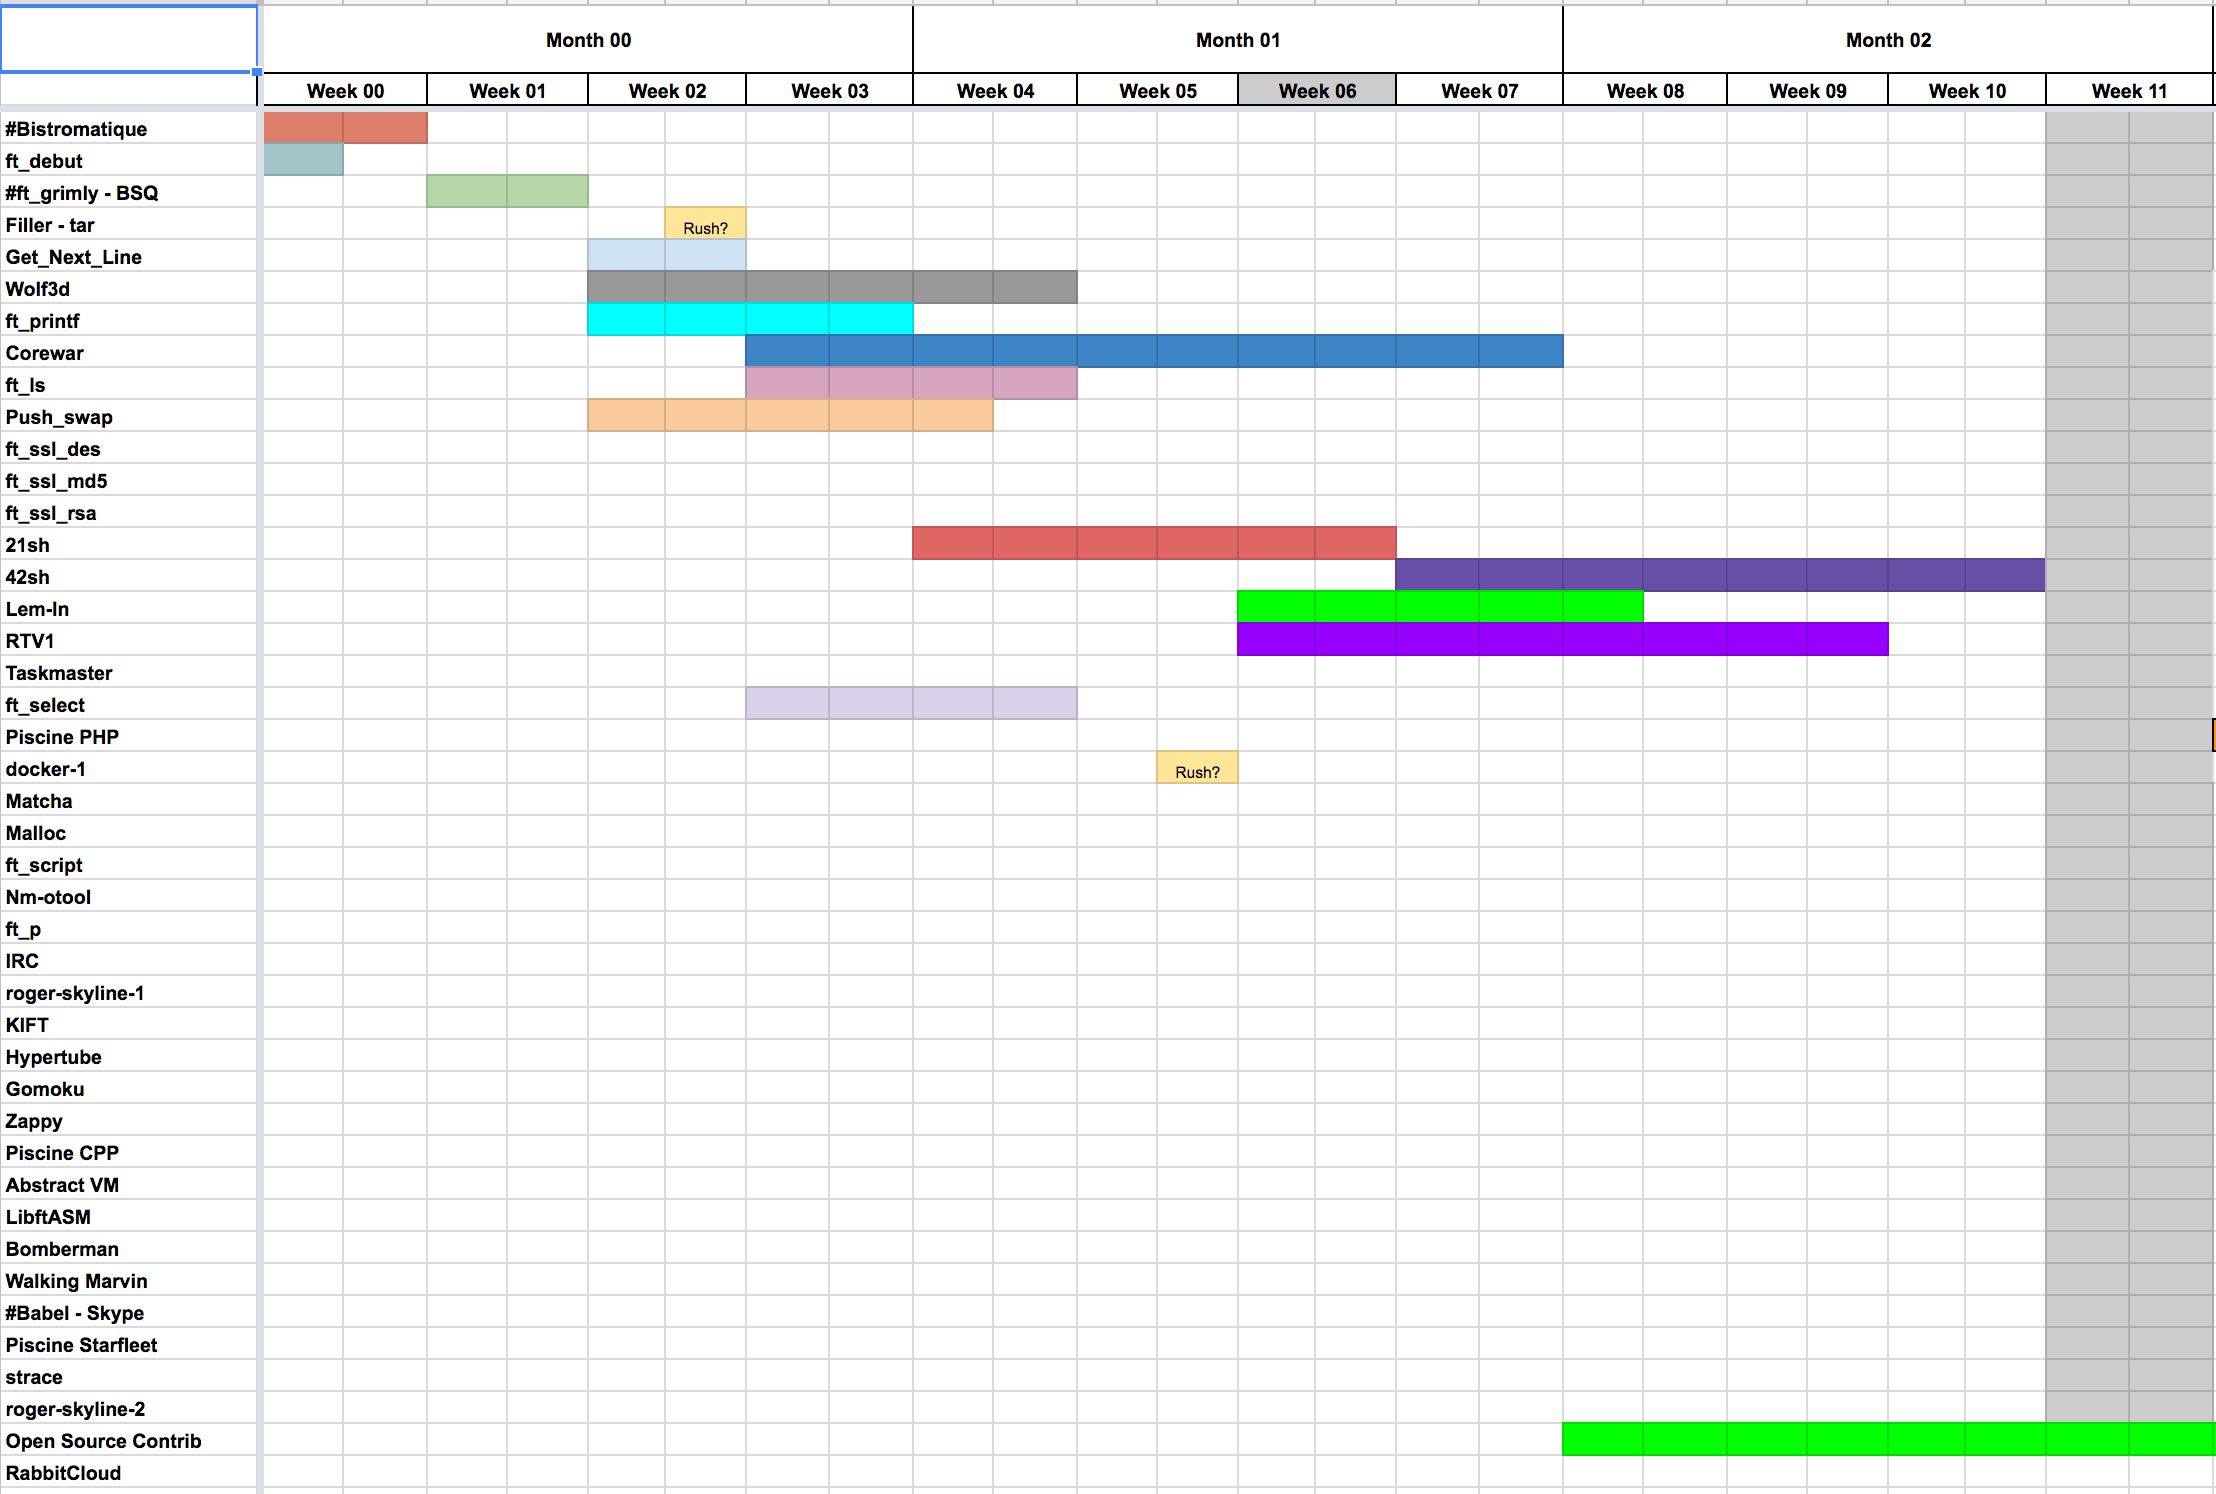 Month 00 Month 01 Month 02
Week 00 Week 01 Week 02 Week 03 Week 04 Week 05 Week 06 Week 07 Week 08 Week 09 Week 10 Week 11
#Bistromatique
ft_debut
#ft_grimly - BSQ
Filler - tar Rush?
Get_Next_Line
Wolf3d
ft_printf
Corewar
ft_ls
Push_swap
ft_ssl_des
ft_ssl_md5
ft_ssl_rsa
21sh
42sh
Lem-In
RTV1
Taskmaster
ft_select
Piscine PHP
docker-1 Rush?
Matcha
Malloc
ft_script
Nm-otool
ft_p
IRC
roger-skyline-1
KIFT
Hypertube
Gomoku
Zappy
Piscine CPP
Abstract VM
LibftASM
Bomberman
Walking Marvin
#Babel - Skype
Piscine Starfleet
strace
roger-skyline-2
Open Source Contrib
RabbitCloud